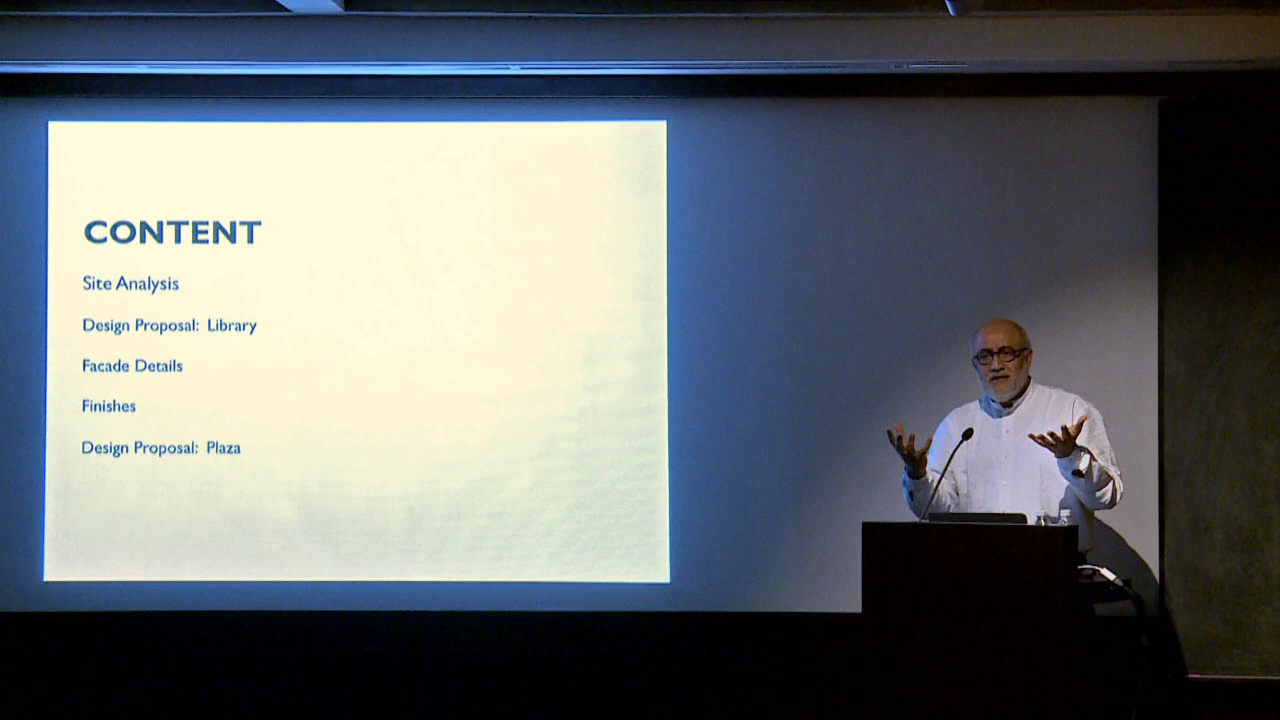 CONTENT
Site Analysis
Design Proposal: Library
Facade Details
Finishes
Design Proposal: Plaza